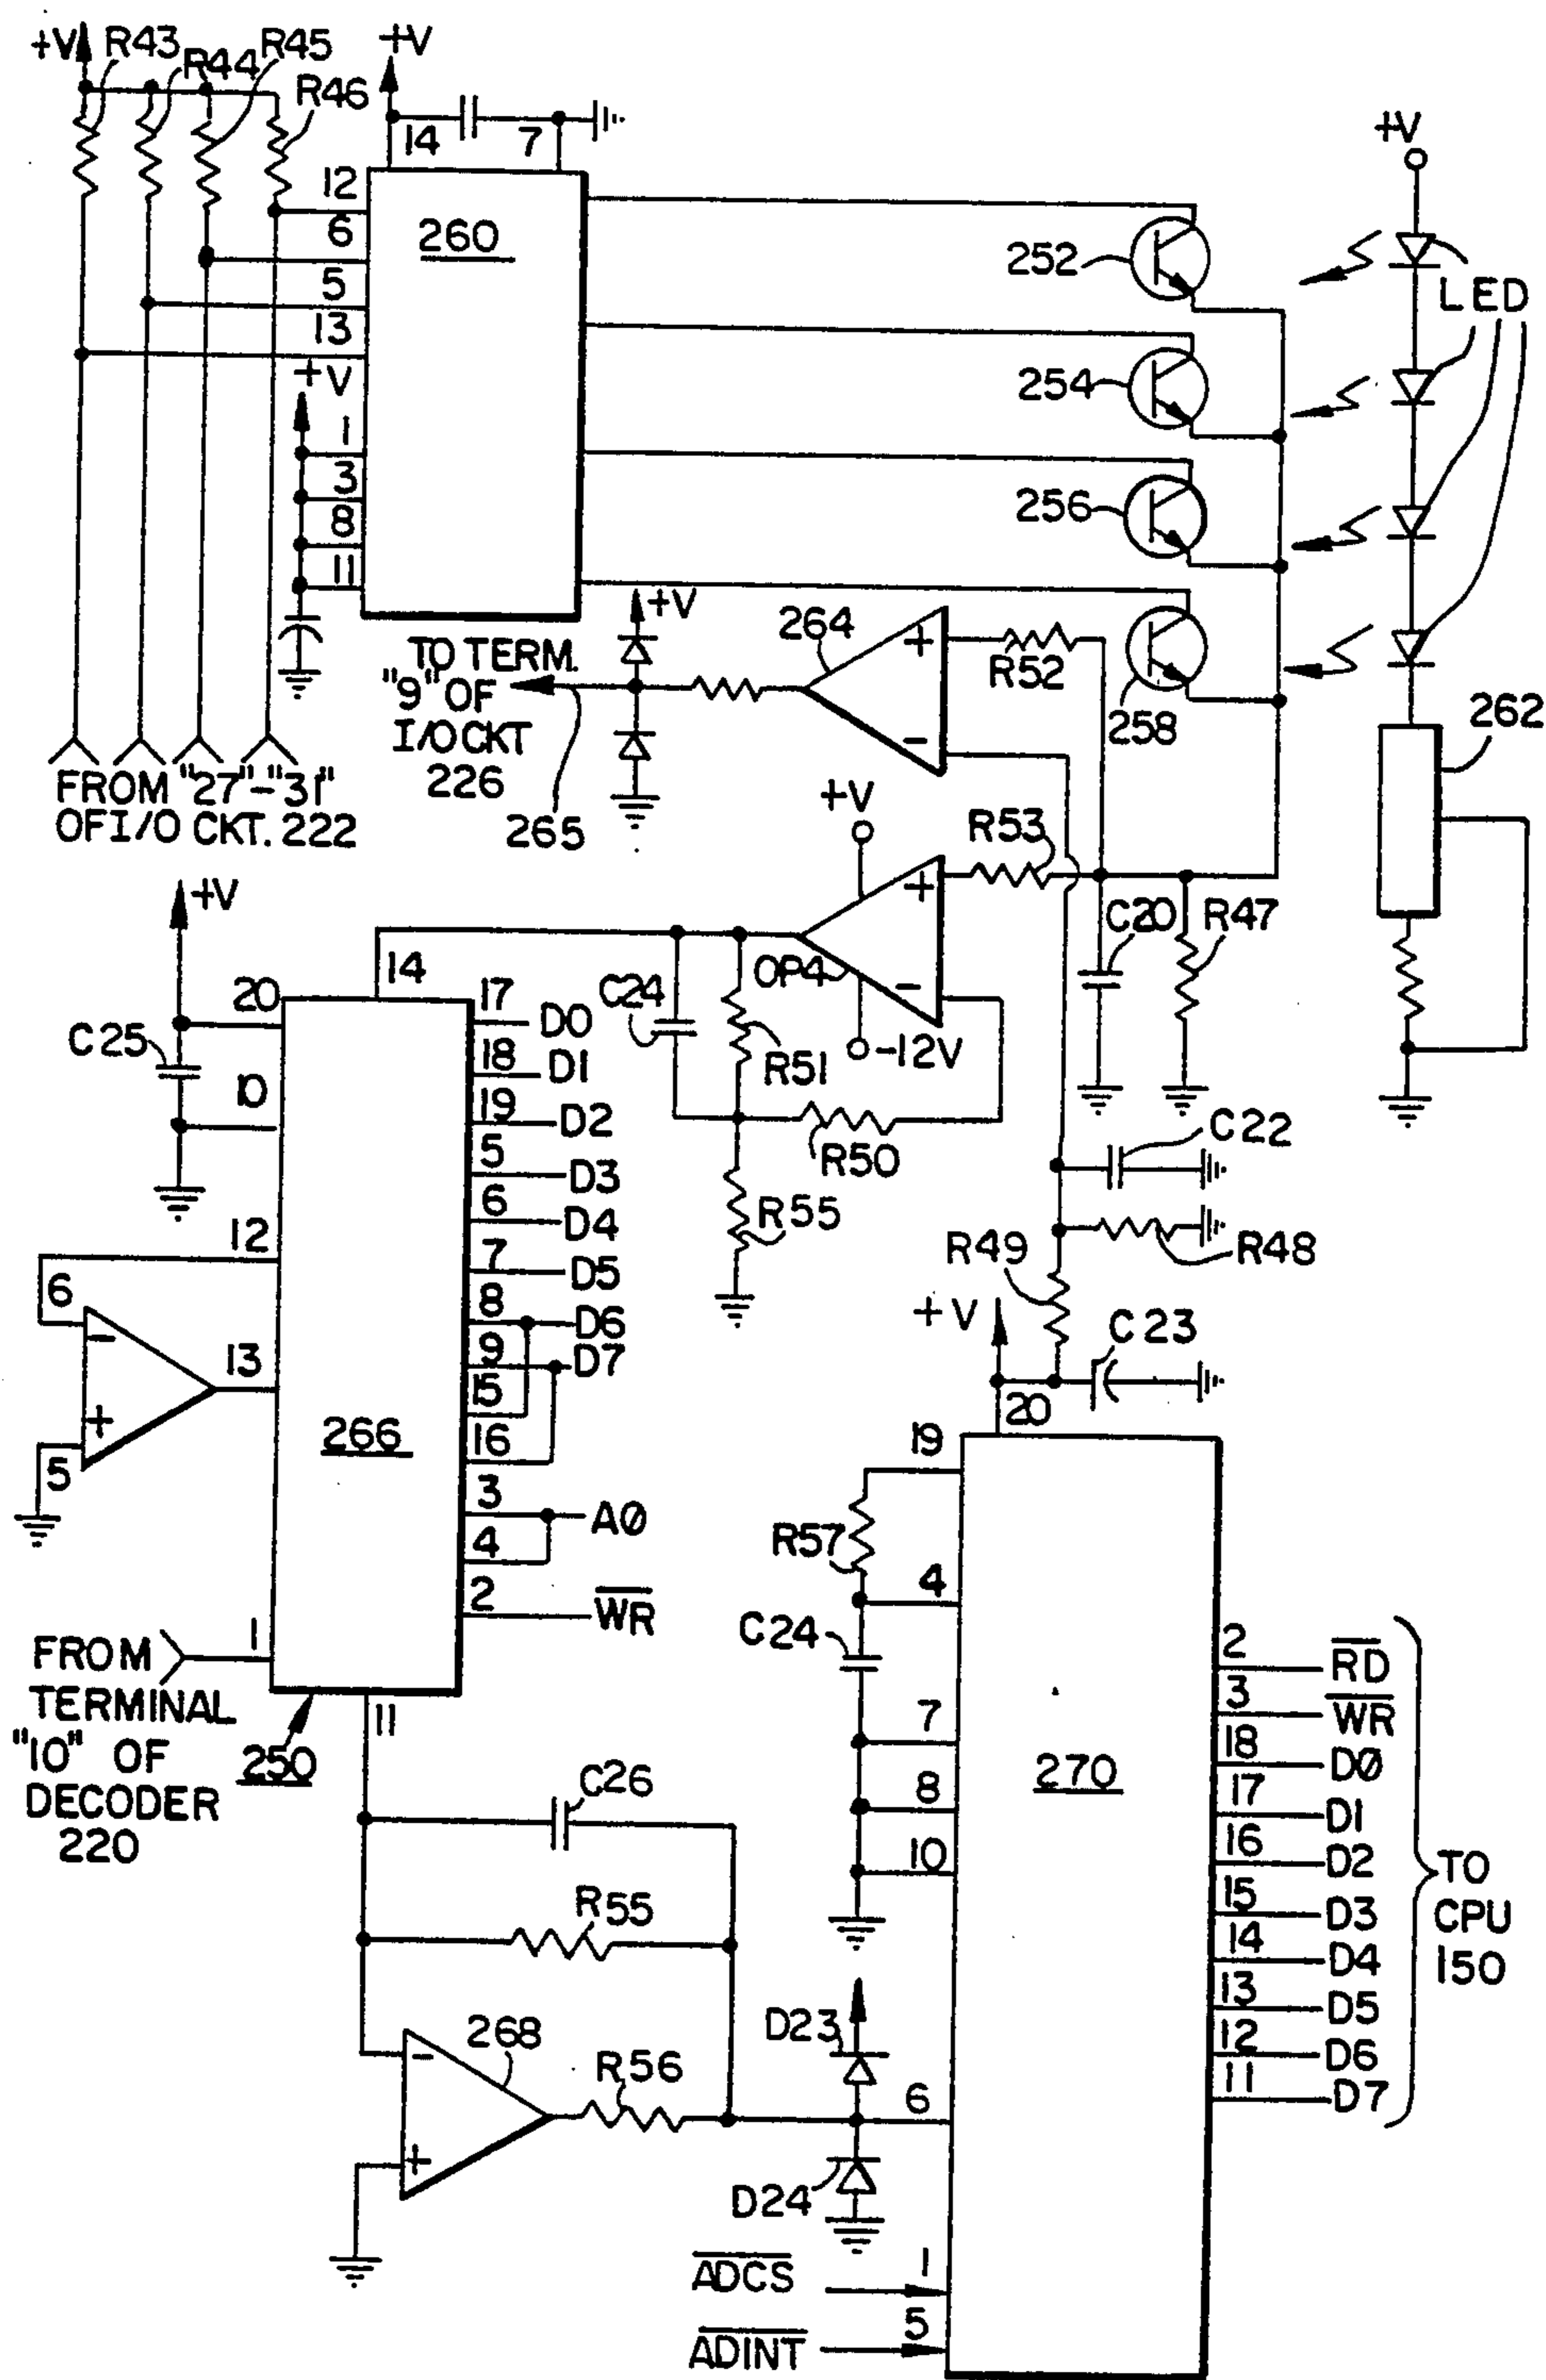 +V
R43
R44
R45
R46
+V
14
7
12
6
5
13
+V
1
3
8
11
260
252
254
256
258
+V
LED
262
264
+
-
R52
+V
TO TERM.
"9" OF
I/O CKT
226
265
FROM "27"-"31"
OF I/O CKT. 222
+V
R53
+
-
OP4
-12V
C20
R47
C24
R51
R50
R55
C22
R48
R49
+V
C23
+V
C25
20
10
14
12
13
6
-
+
5
266
17 D0
18 D1
19 D2
5 D3
6 D4
7 D5
8 D6
9 D7
15
16
3 A0
4
2 WR
1
FROM
TERMINAL
"10" OF
DECODER
220
250
11
C26
R55
268
-
+
R56
D23
D24
20
19
R57
4
C24
7
8
10
6
270
2 RD
3 WR
18 DØ
17 D1
16 D2
15 D3
14 D4
13 D5
12 D6
11 D7
TO
CPU
150
ADCS 1
ADINT 5